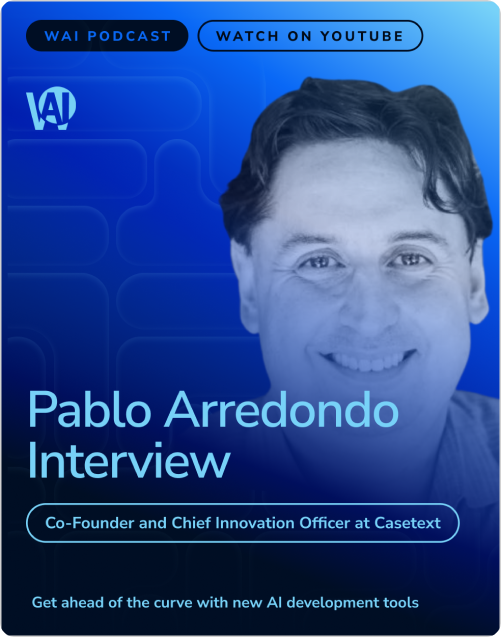 WAI PODCAST
WATCH ON YOUTUBE
WAI
Pablo Arredondo
Interview
Co-Founder and Chief Innovation Officer at Casetext
Get ahead of the curve with new AI development tools